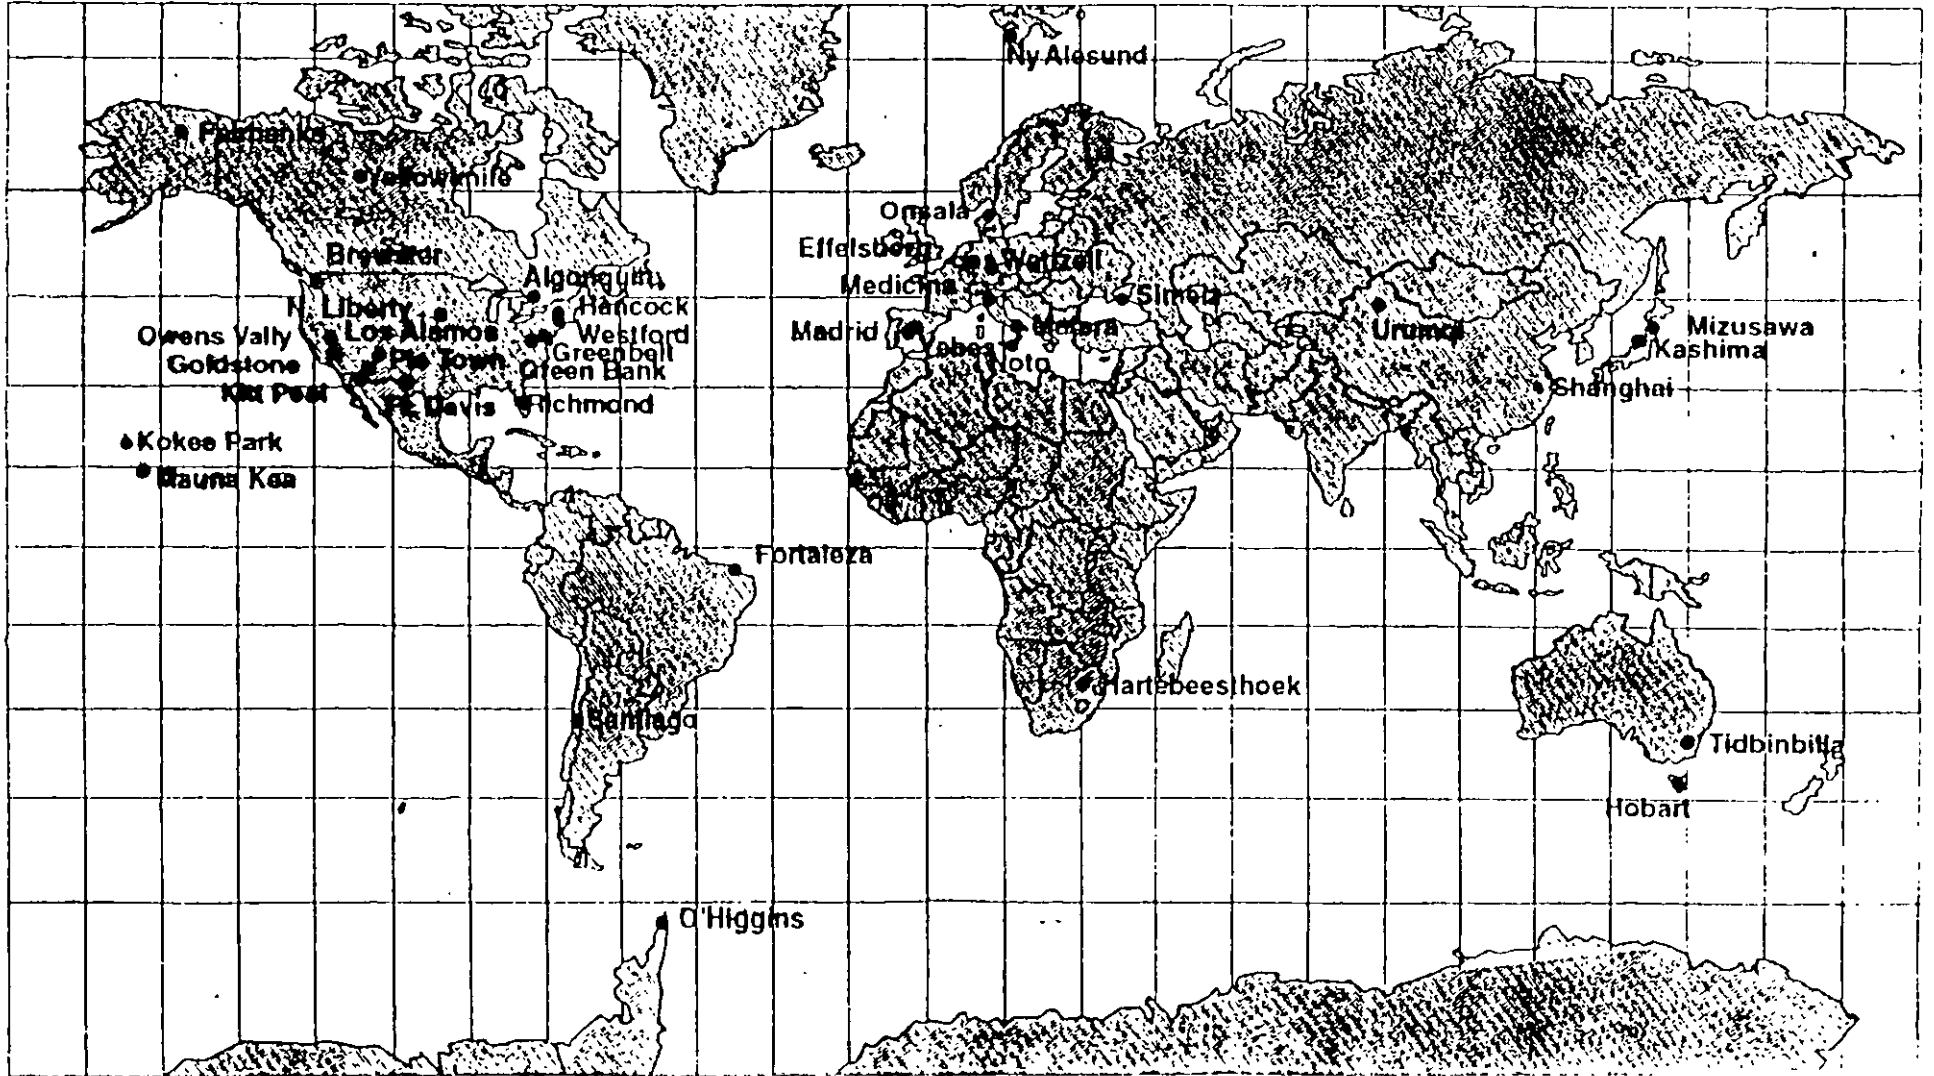 Ny Alesund
Fairbanks
Yellowknife
Onsala
Brewster
Effelsberg
Wettzell
Algonquin
Medicina
Simeiz
N. Liberty
Hancock
Owens Vally
Los Alamos
Westford
Madrid
Matera
Urumqi
Mizusawa
Goldstone
Pie Town
Greenbelt
Yebes
Noto
Kashima
Kitt Peak
Green Bank
Shanghai
Ft. Davis
Richmond
Kokee Park
Mauna Kea
Fortaleza
Hartebeesthoek
Santiago
Tidbinbilla
Hobart
O'Higgins